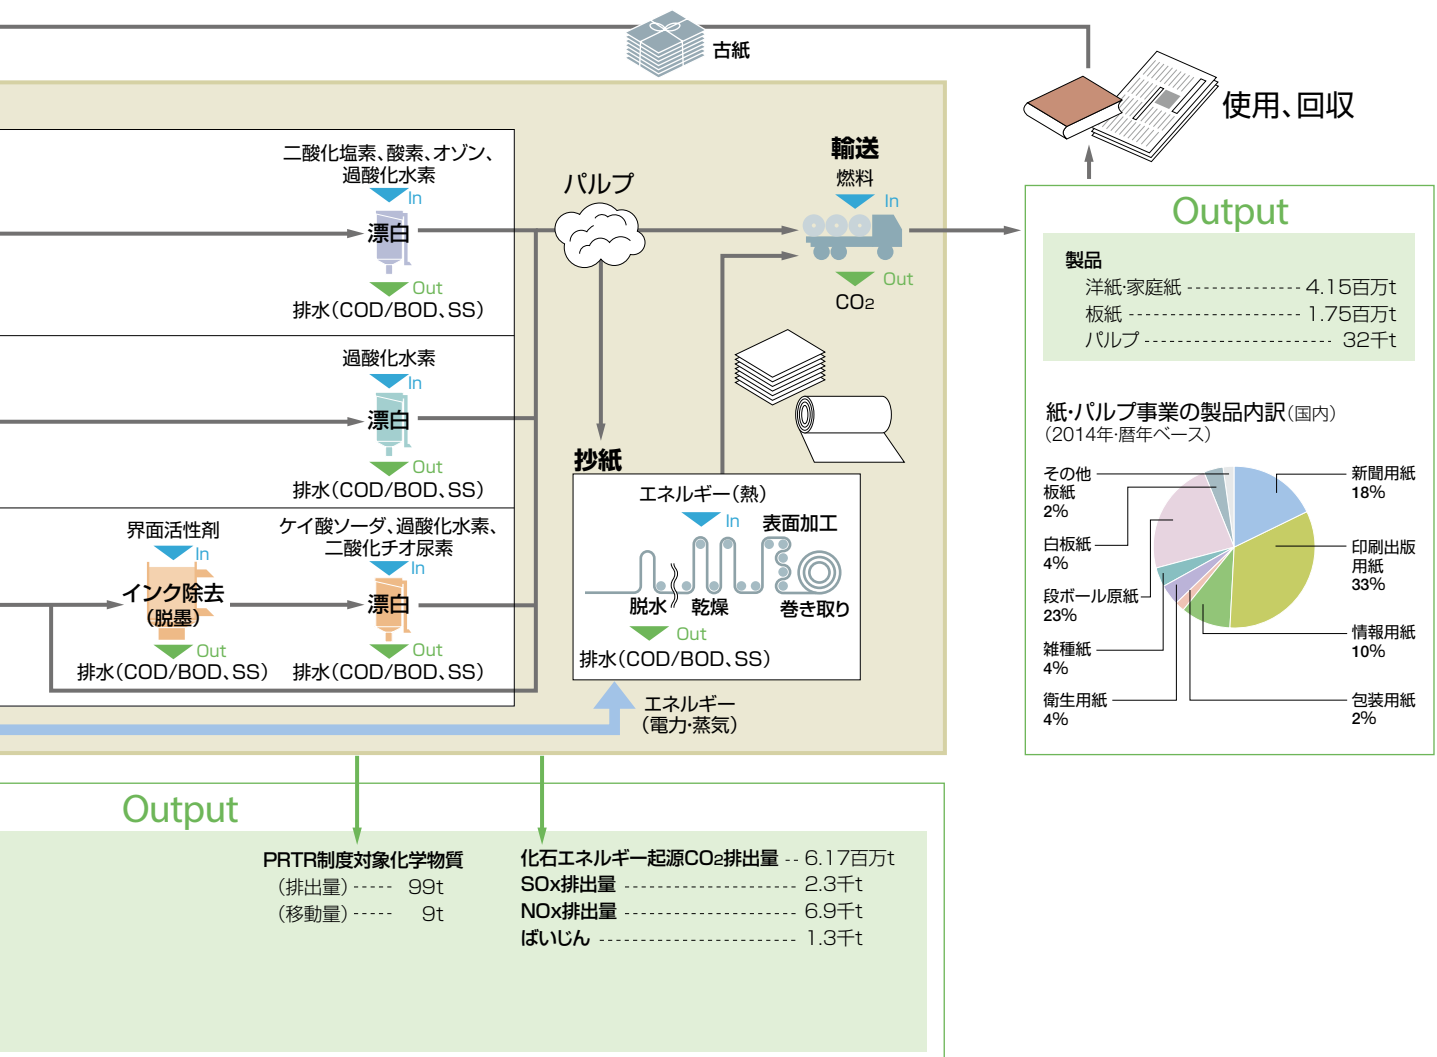 古紙
使用、回収
二酸化塩素、酸素、オゾン、
過酸化水素
In
漂白
Out
排水(COD/BOD、SS)
過酸化水素
In
漂白
Out
排水(COD/BOD、SS)
界面活性剤
In
インク除去
(脱墨)
Out
排水(COD/BOD、SS)
ケイ酸ソーダ、過酸化水素、
二酸化チオ尿素
In
漂白
Out
排水(COD/BOD、SS)
パルプ
輸送
燃料
In
Out
CO2
抄紙
エネルギー(熱)
In
表面加工
脱水
乾燥
巻き取り
Out
排水(COD/BOD、SS)
エネルギー
(電力・蒸気)
Output
製品
洋紙・家庭紙 -------------- 4.15百万t
板紙 --------------------- 1.75百万t
パルプ ----------------------- 32千t
紙・パルプ事業の製品内訳(国内)
(2014年・暦年ベース)
その他
板紙
2%
白板紙
4%
段ボール原紙
23%
雑種紙
4%
衛生用紙
4%
新聞用紙
18%
印刷出版
用紙
33%
情報用紙
10%
包装用紙
2%
Output
PRTR制度対象化学物質
(排出量) ----- 99t
(移動量) ----- 9t
化石エネルギー起源CO2排出量 -- 6.17百万t
SOx排出量 --------------------- 2.3千t
NOx排出量 --------------------- 6.9千t
ばいじん ------------------------ 1.3千t